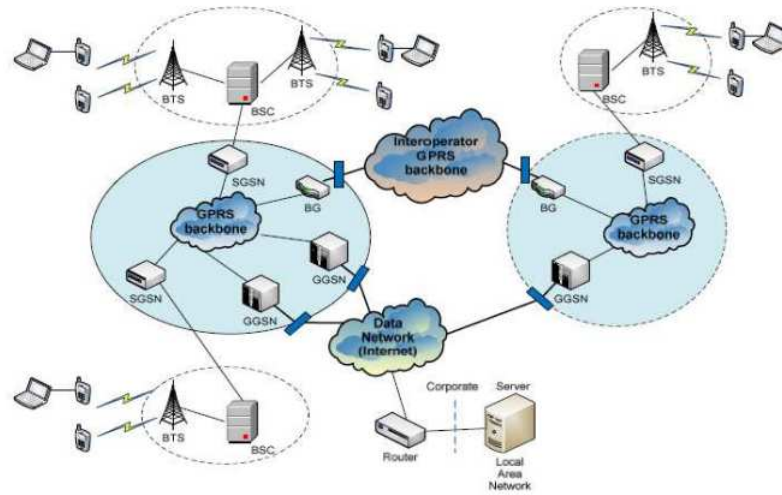 BTS
BSC
BTS
BSC
BTS
Interoperator
GPRS
backbone
SGSN
SGSN
GPRS
backbone
BG
BG
GPRS
backbone
SGSN
GGSN
GGSN
GGSN
Data
Network
(Internet)
Corporate
Server
BTS
BSC
Router
Local
Area
Network